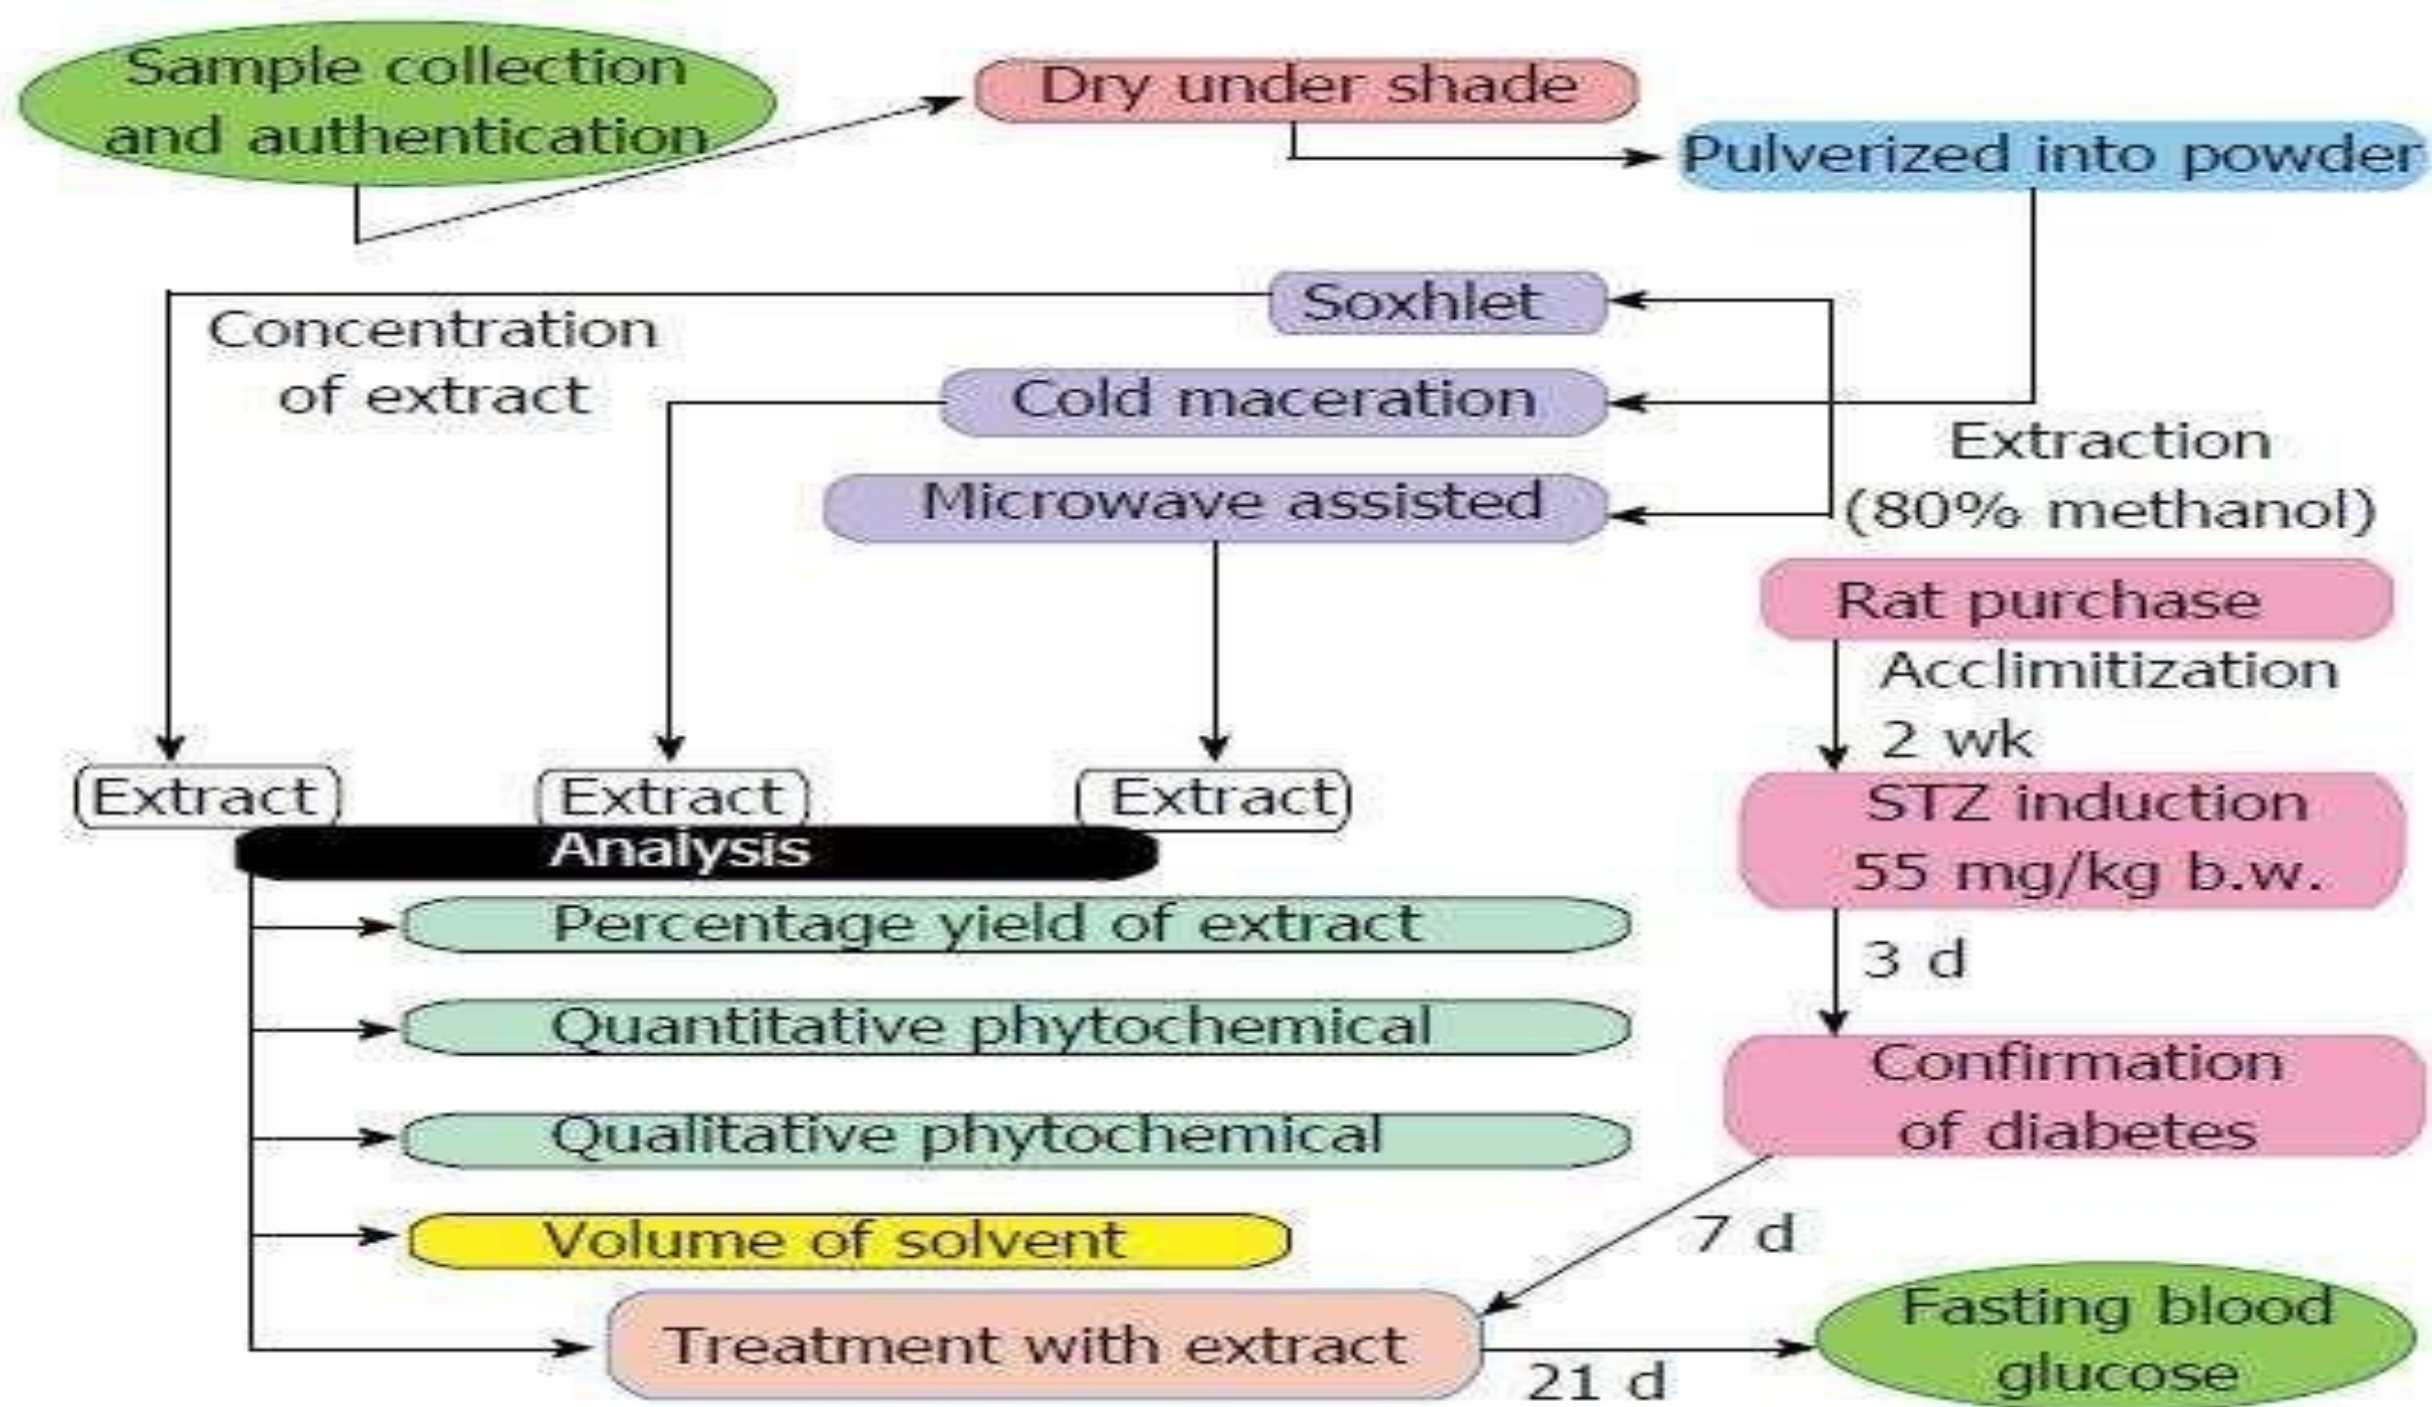 Sample collection
and authentication
Dry under shade
Pulverized into powder
Soxhlet
Concentration
of extract
Cold maceration
Extraction
(80% methanol)
Microwave assisted
Rat purchase
Acclimitization
2 wk
Extract
Extract
Extract
STZ induction
55 mg/kg b.w.
Analysis
Percentage yield of extract
3 d
Quantitative phytochemical
Confirmation
of diabetes
Qualitative phytochemical
Volume of solvent
7 d
Treatment with extract
21 d
Fasting blood
glucose